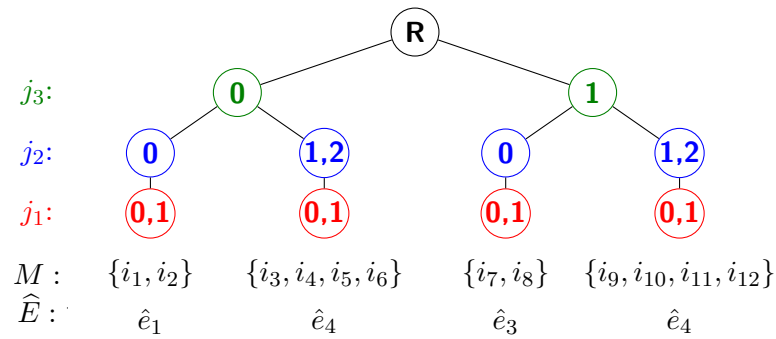 R
j₃: 0 1
j₂: 0 1,2 0 1,2
j₁: 0,1 0,1 0,1 0,1
M : {i₁, i₂} {i₃, i₄, i₅, i₆} {i₇, i₈} {i₉, i₁₀, i₁₁, i₁₂}
Ê : ê₁ ê₄ ê₃ ê₄